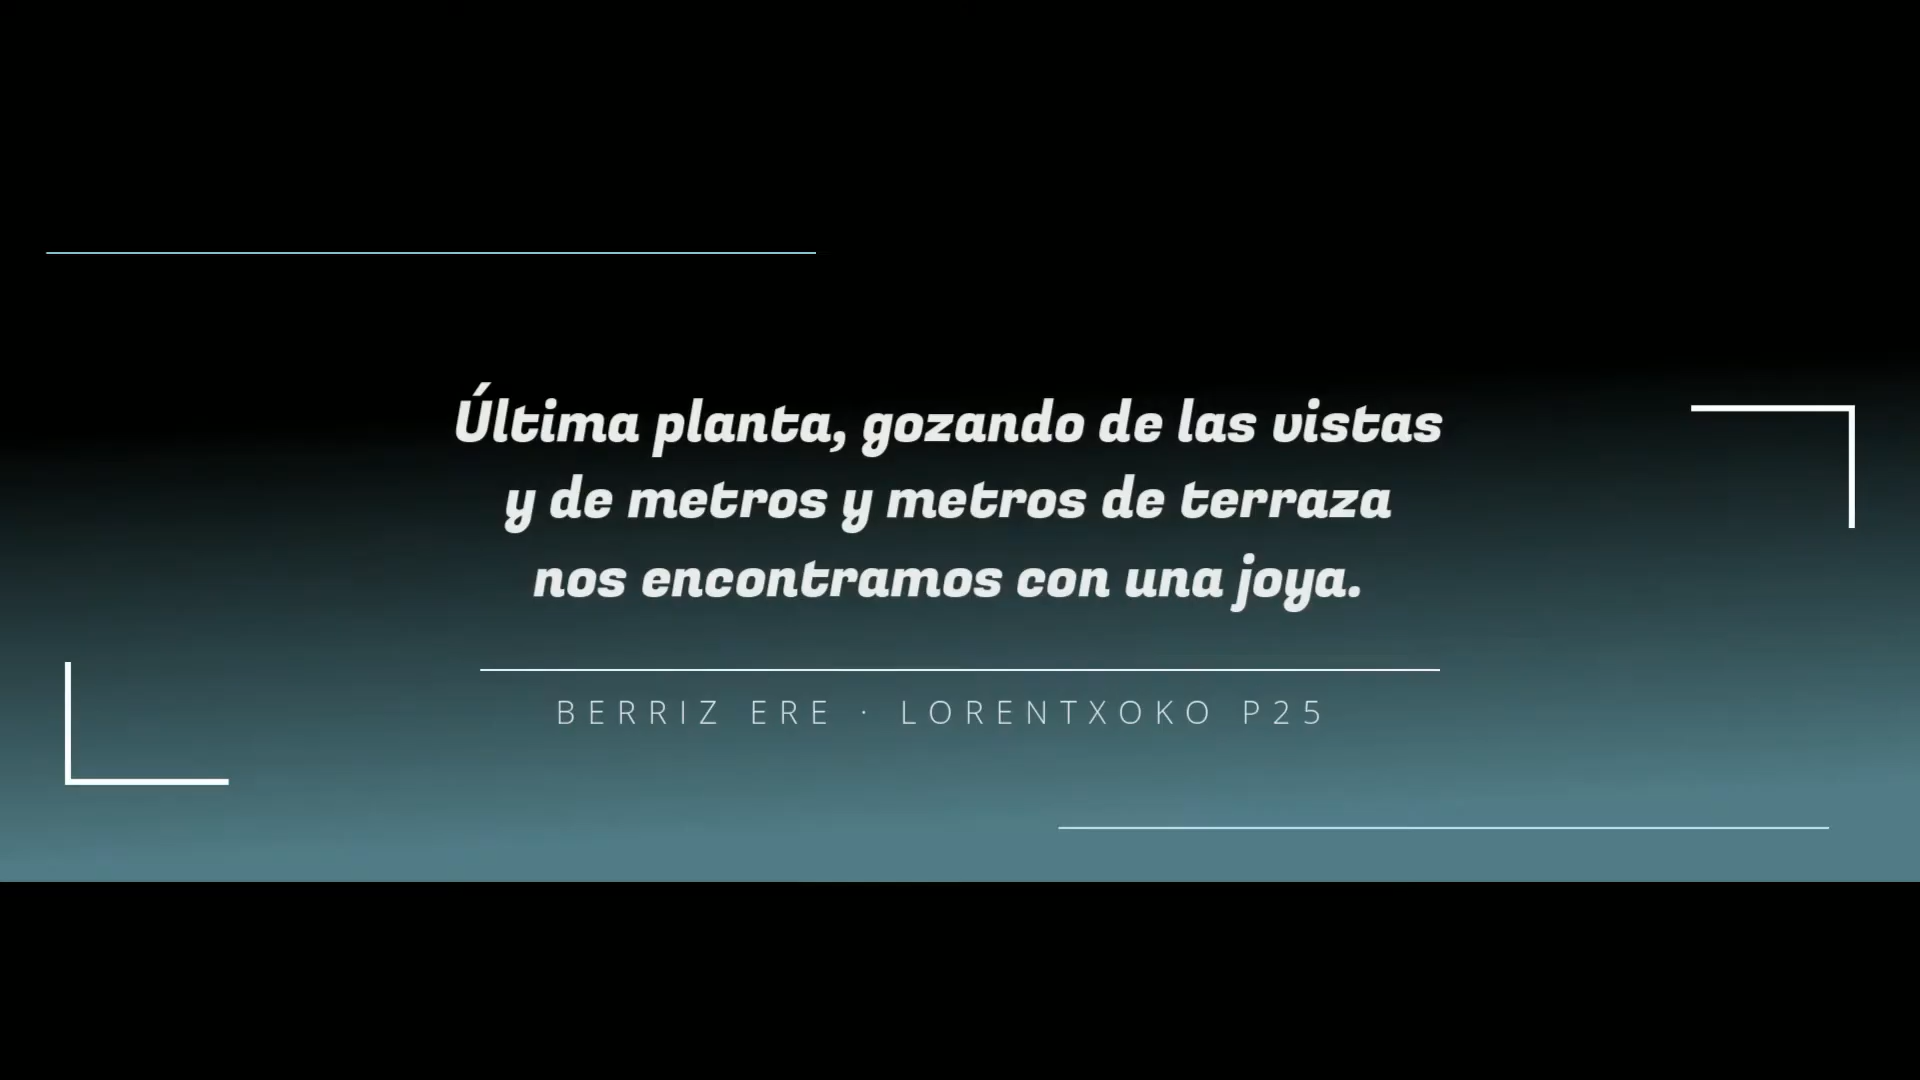 Última planta, gozando de las vistas
y de metros y metros de terraza
nos encontramos con una joya.
BERRIZ ERE · LORENTXOKO P25